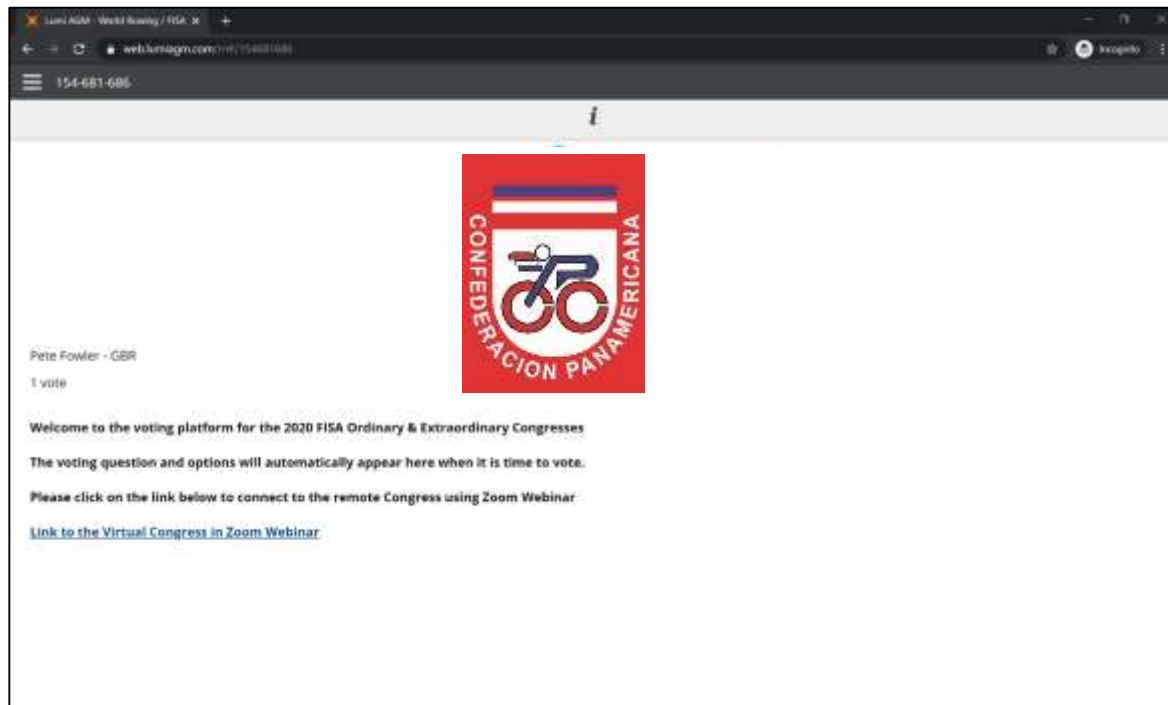 Lumi AGM - World Rowing / FISA
web.lumiagm.com
Incognito
154-681-686
i
CONFEDERACION PANAMERICANA
Pete Fowler - GBR
1 vote
Welcome to the voting platform for the 2020 FISA Ordinary & Extraordinary Congresses
The voting question and options will automatically appear here when it is time to vote.
Please click on the link below to connect to the remote Congress using Zoom Webinar
Link to the Virtual Congress in Zoom Webinar